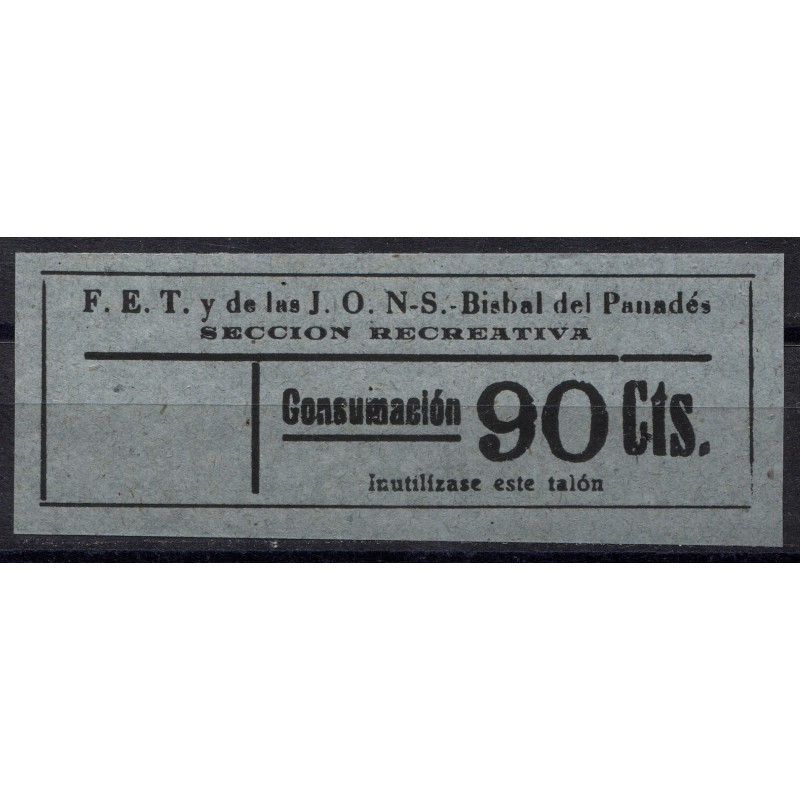 F. E. T. y de las J. O. N-S.-Bisbal del Panadés
SECCION RECREATIVA
Consumación 90 Cts.
Inutilízase este talón